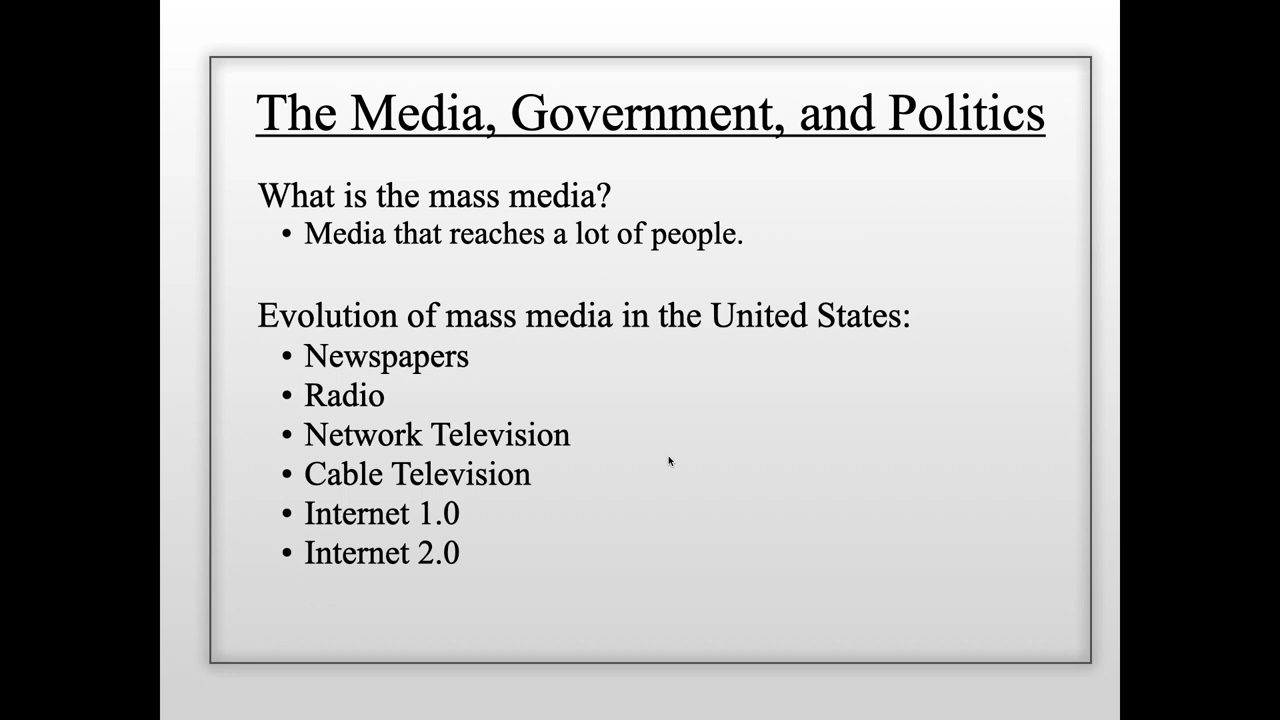 The Media, Government, and Politics
What is the mass media?
• Media that reaches a lot of people.
Evolution of mass media in the United States:
• Newspapers
• Radio
• Network Television
• Cable Television
• Internet 1.0
• Internet 2.0